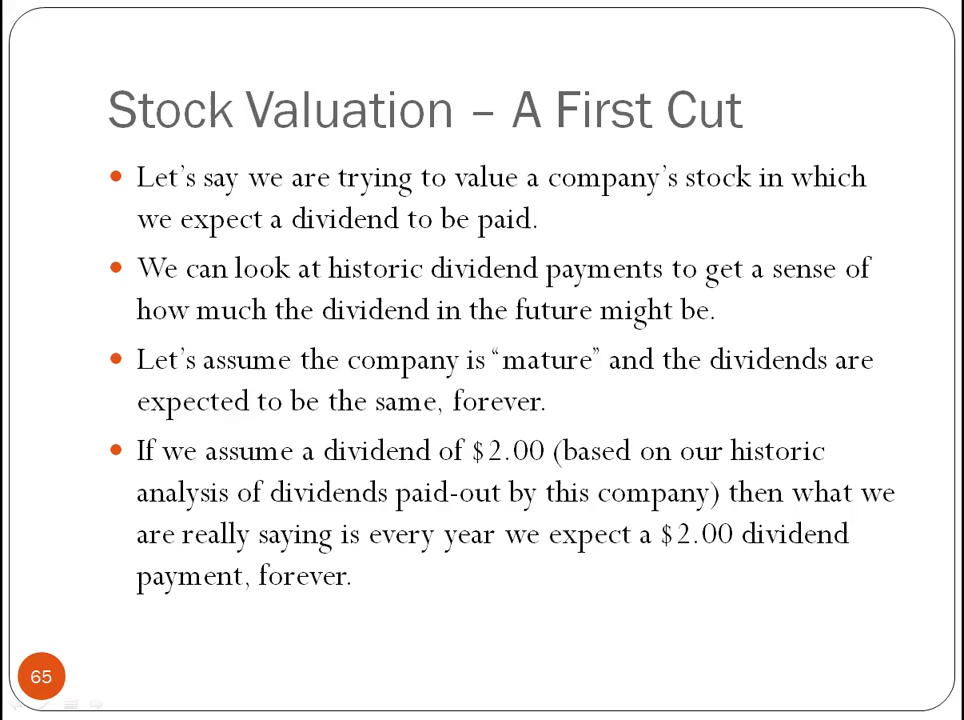 Stock Valuation – A First Cut
• Let’s say we are trying to value a company’s stock in which
we expect a dividend to be paid.
• We can look at historic dividend payments to get a sense of
how much the dividend in the future might be.
• Let’s assume the company is “mature” and the dividends are
expected to be the same, forever.
• If we assume a dividend of $2.00 (based on our historic
analysis of dividends paid-out by this company) then what we
are really saying is every year we expect a $2.00 dividend
payment, forever.
65